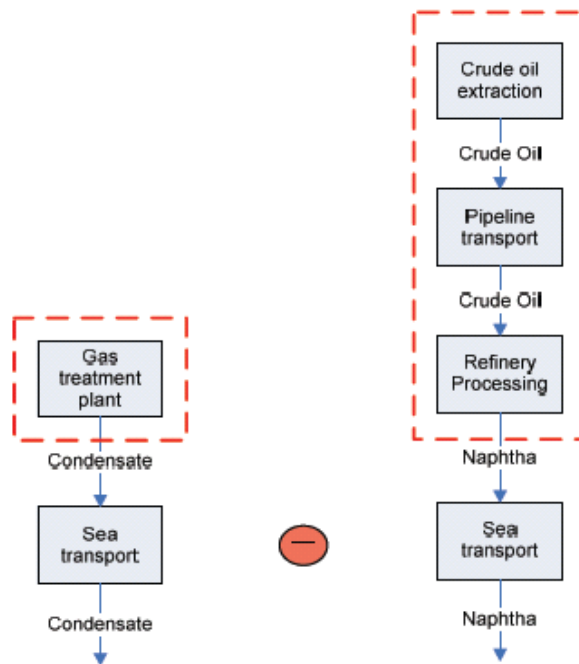 Crude oil
extraction
Crude Oil
Pipeline
transport
Crude Oil
Refinery
Processing
Naphtha
Sea
transport
Naphtha
Gas
treatment
plant
Condensate
Sea
transport
Condensate